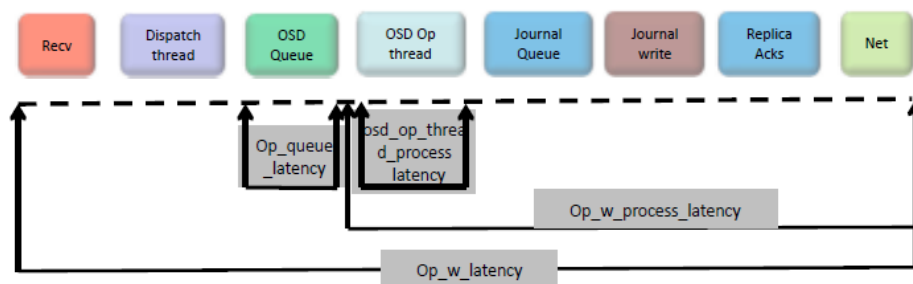 Recv
Dispatch
thread
OSD
Queue
OSD Op
thread
Journal
Queue
Journal
write
Replica
Acks
Net
Op_queue
_latency
osd_op_threa
d_process
latency
Op_w_process_latency
Op_w_latency